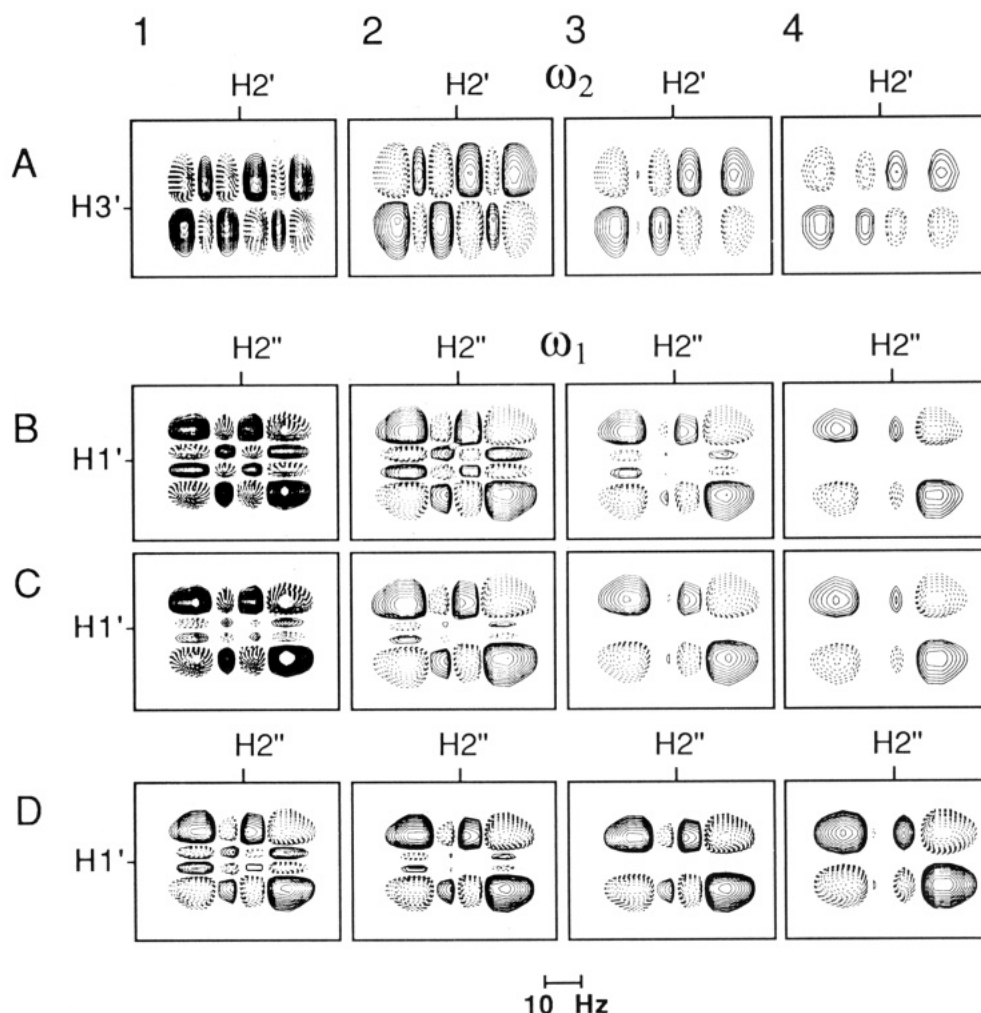 1 2 3 4
H2' H2' ω2 H2' H2'
A
H3'
H2" H2" ω1 H2" H2"
B
H1'
C
H1'
H2" H2" H2" H2"
D
H1'
10 Hz